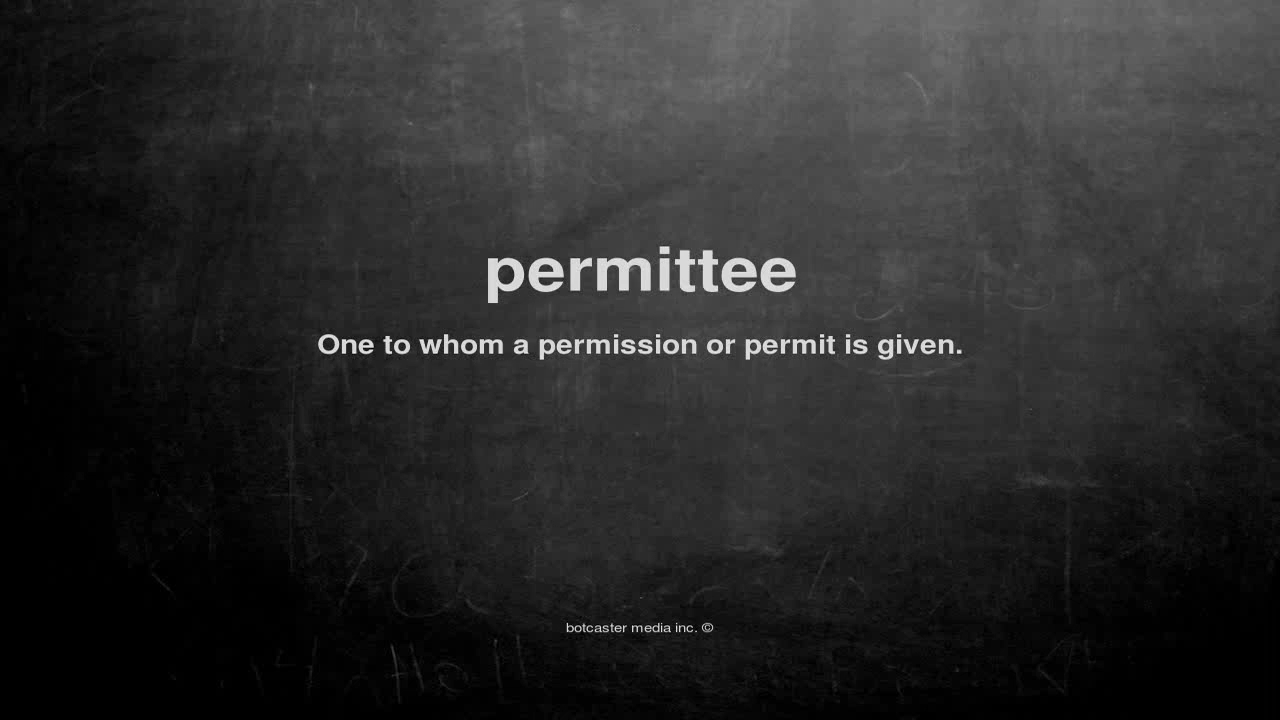 permittee
One to whom a permission or permit is given.
botcaster media inc. ©